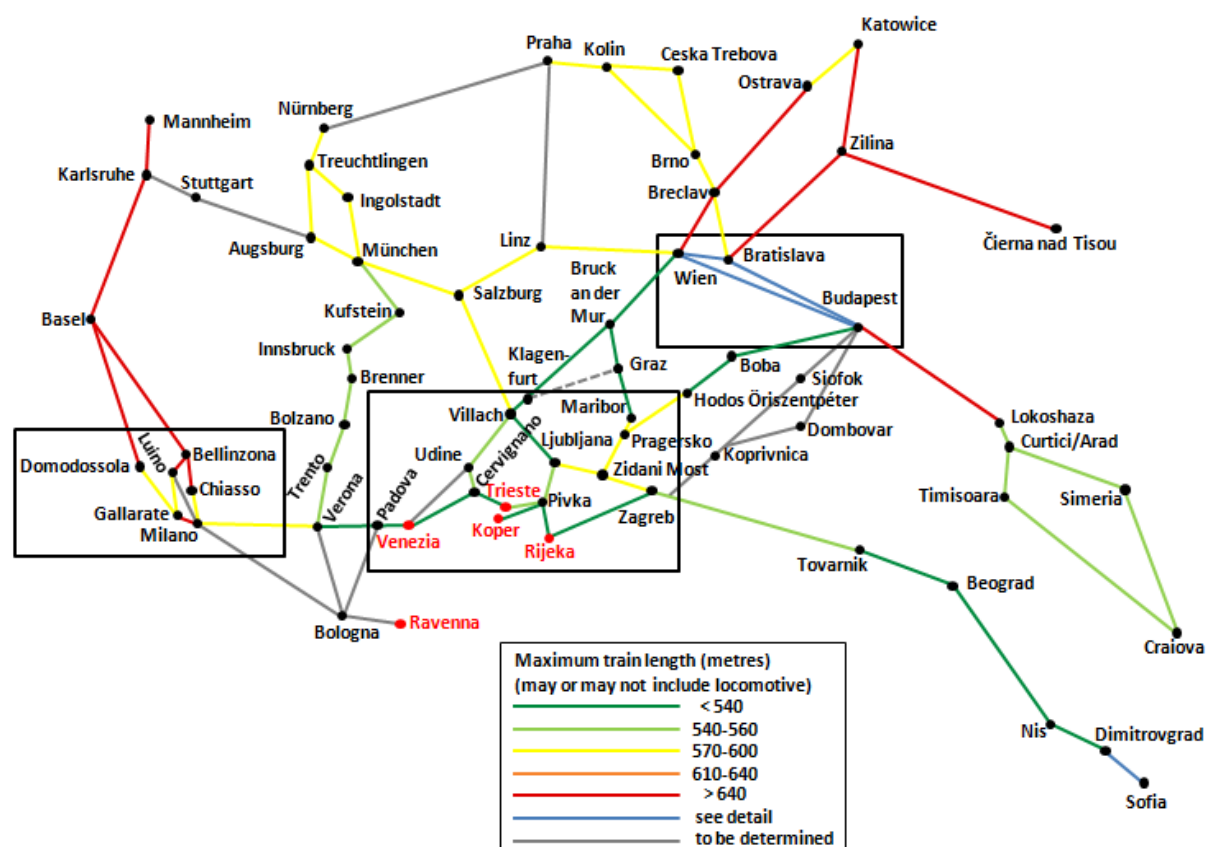 Katowice
Praha
Kolin
Ceska Trebova
Ostrava
Nürnberg
Mannheim
Zilina
Treuchtlingen
Brno
Karlsruhe
Stuttgart
Breclav
Ingolstadt
Augsburg
München
Linz
Čierna nad Tisou
Bratislava
Wien
Bruck
an der
Mur
Salzburg
Budapest
Kufstein
Basel
Innsbruck
Klagen-
furt
Graz
Boba
Siofok
Brenner
Hodos Öriszentpéter
Villach
Maribor
Lokoshaza
Bolzano
Dombovar
Cervignano
Ljubljana
Pragersko
Curtici/Arad
Luino
Bellinzona
Udine
Koprivnica
Domodossola
Trento
Zidani Most
Chiasso
Verona
Padova
Trieste
Pivka
Timisoara
Simeria
Gallarate
Koper
Zagreb
Milano
Venezia
Rijeka
Tovarnik
Beograd
Bologna
Ravenna
Craiova
Maximum train length (metres)
(may or may not include locomotive)
< 540
540-560
570-600
610-640
> 640
see detail
to be determined
Nis
Dimitrovgrad
Sofia